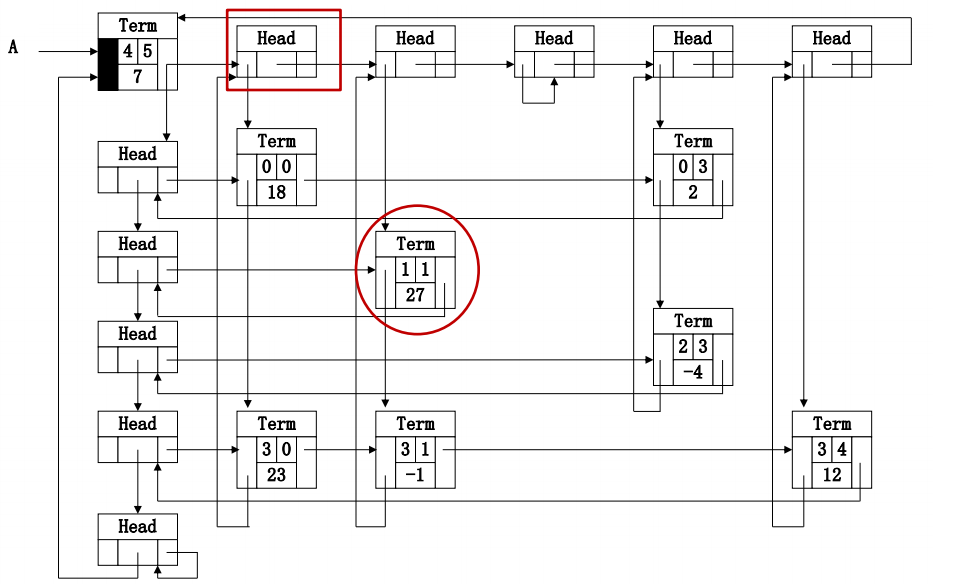 Term
A
4 5
7
Head
Head
Head
Head
Head
Head
Term
0 0
18
Term
0 3
2
Head
Term
1 1
27
Head
Term
2 3
-4
Head
Term
3 0
23
Term
3 1
-1
Term
3 4
12
Head